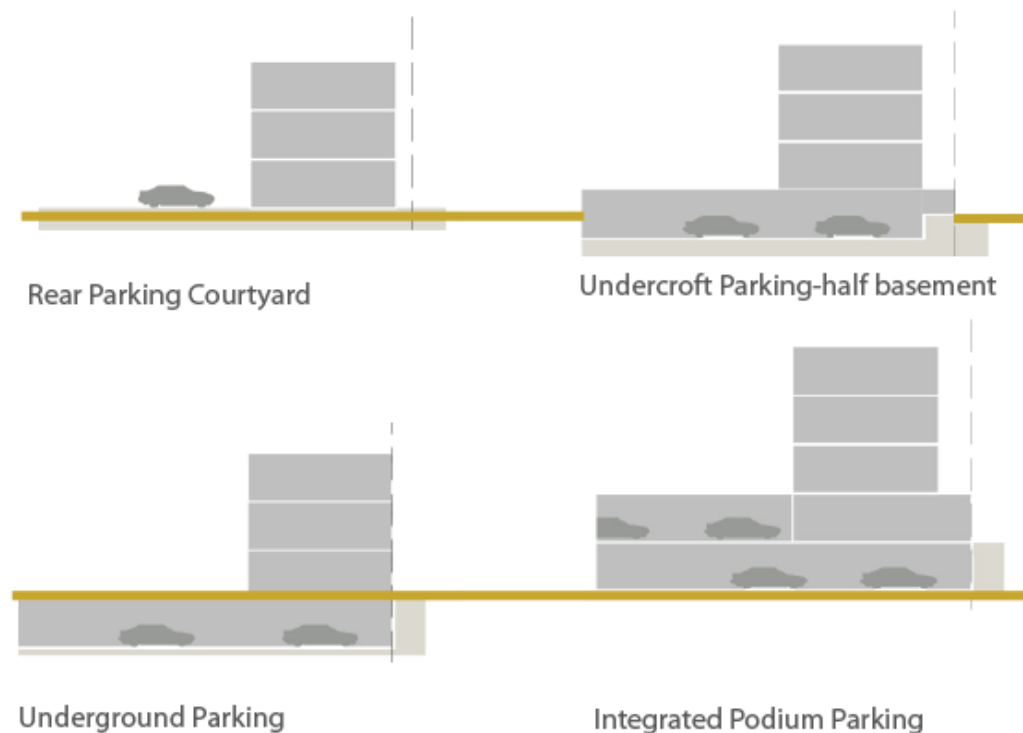 Rear Parking Courtyard
Undercroft Parking-half basement
Underground Parking
Integrated Podium Parking